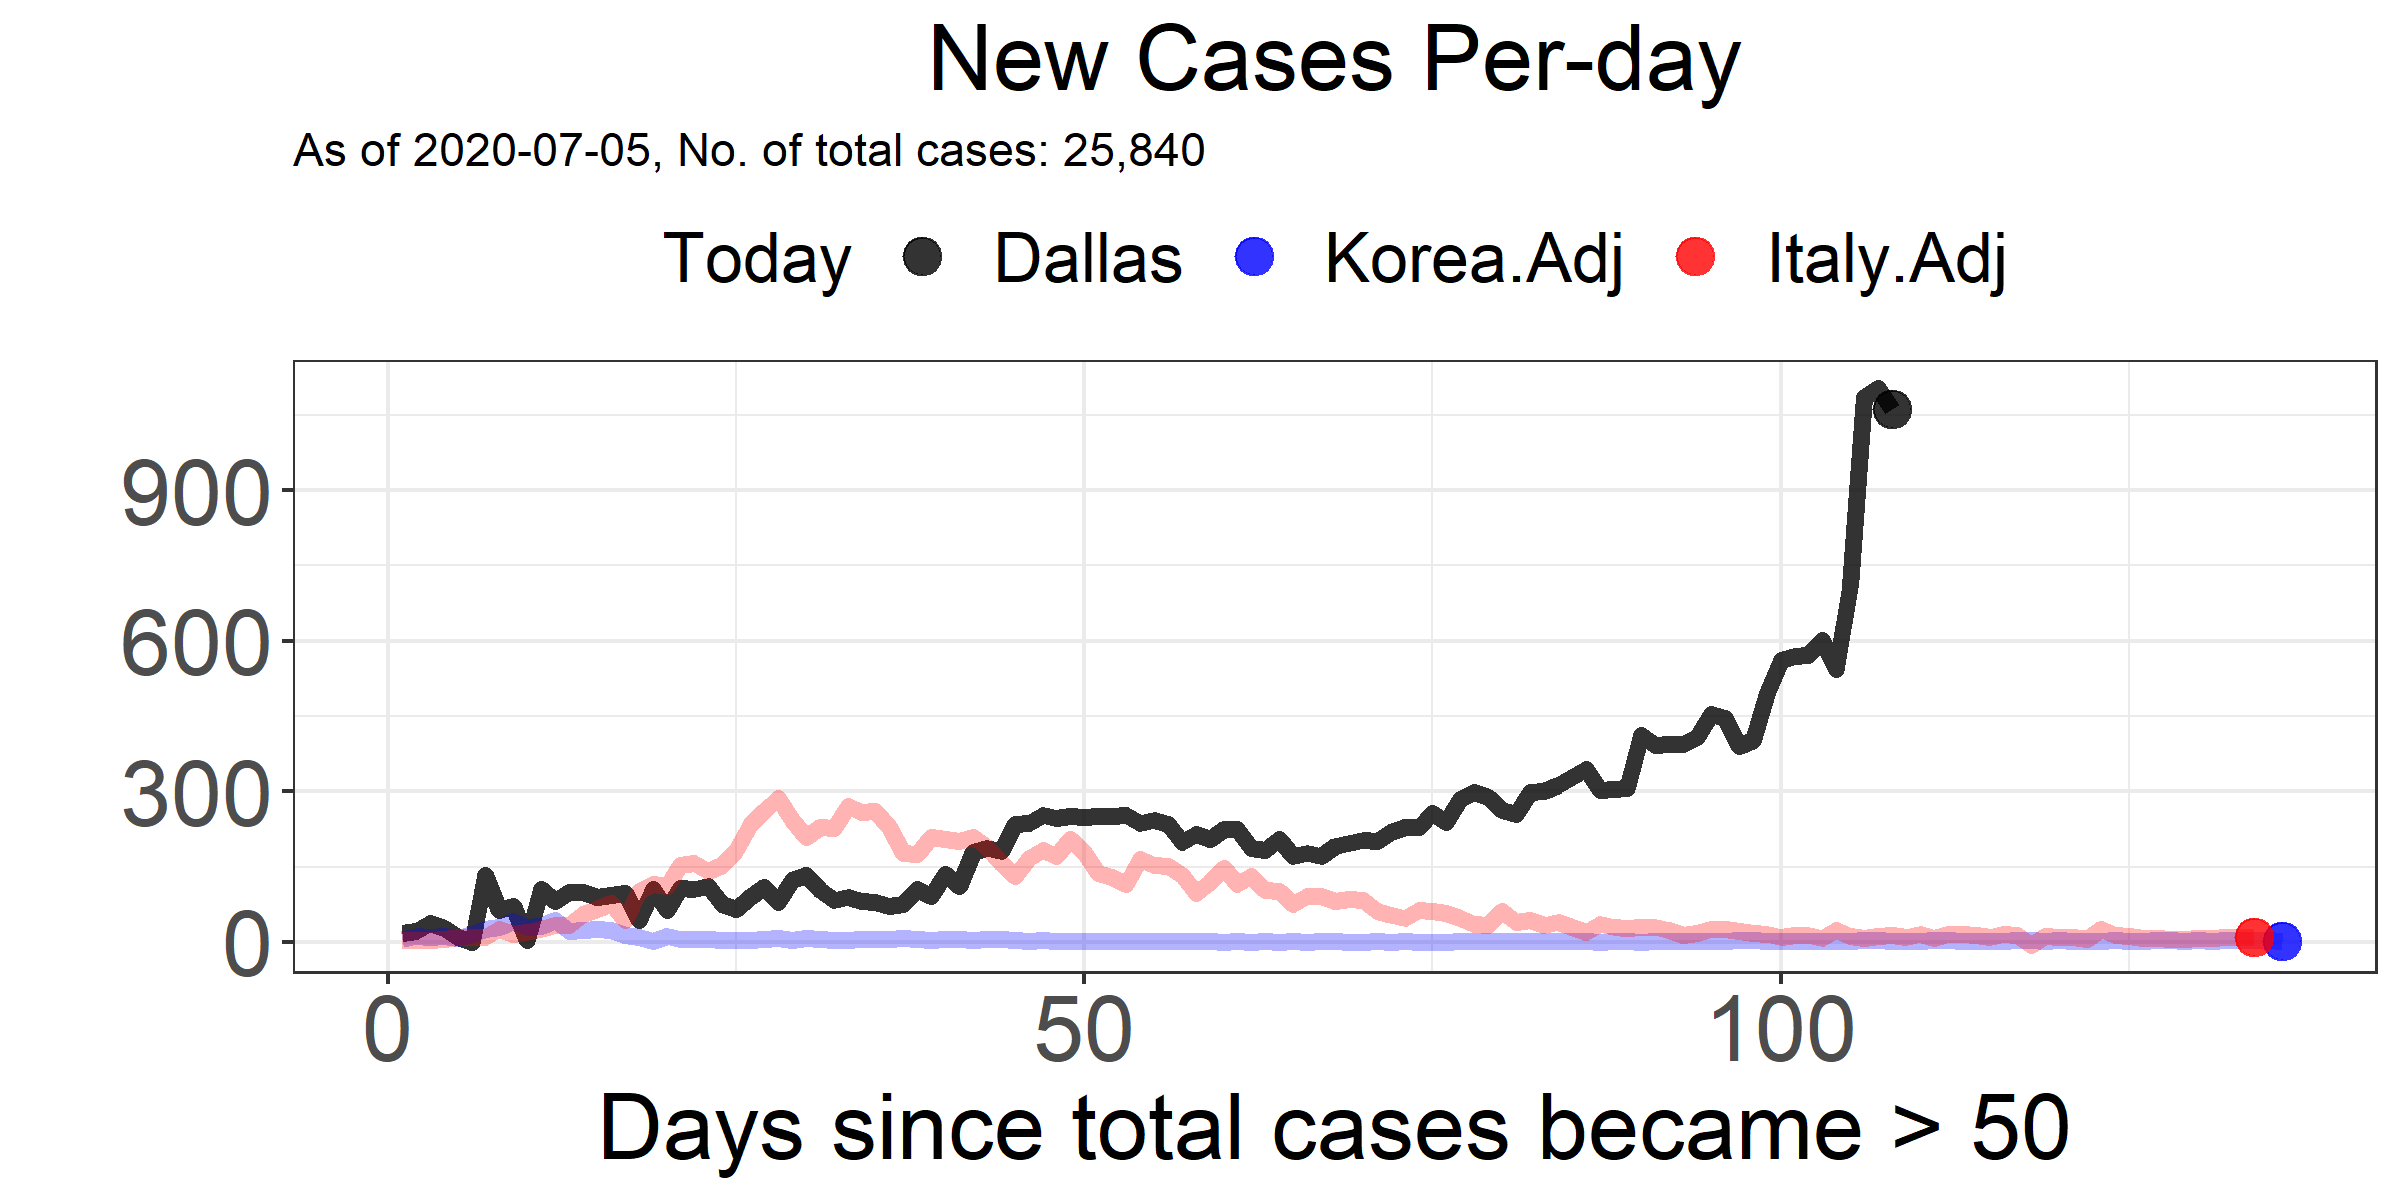 New Cases Per-day
As of 2020-07-05, No. of total cases: 25,840
Today Dallas Korea.Adj Italy.Adj
900
600
300
0
0 50 100
Days since total cases became > 50